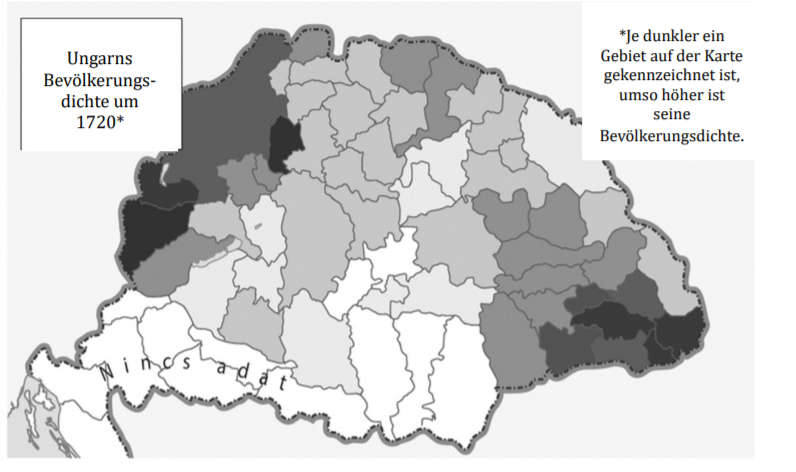 Ungarns
Bevölkerungs-
dichte um
1720*
*Je dunkler ein
Gebiet auf der Karte
gekennzeichnet ist,
umso höher ist
seine
Bevölkerungsdichte.
Nincs adat